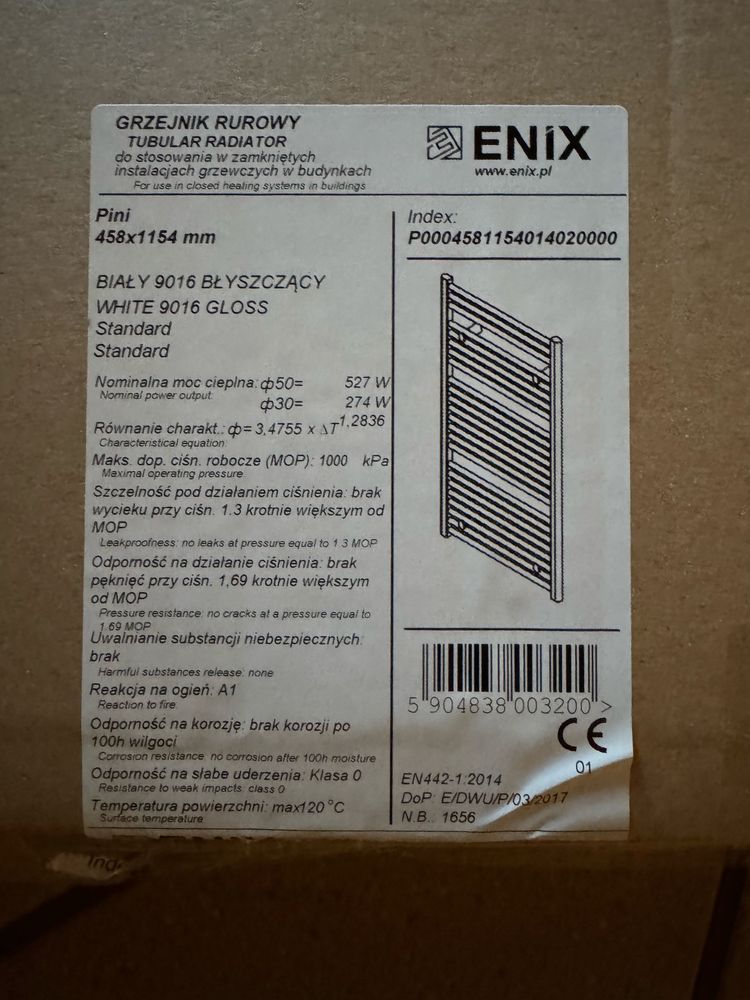 GRZEJNIK RUROWY
TUBULAR RADIATOR
do stosowania w zamkniętych
instalacjach grzewczych w budynkach
For use in closed heating systems in buildings
ENIX
www.enix.pl
Pini
458x1154 mm
BIAŁY 9016 BŁYSZCZĄCY
WHITE 9016 GLOSS
Standard
Standard
Nominalna moc cieplna: ф50= 527 W
Nominal power output:
ф30= 274 W
Równanie charakt.: ф= 3,4755 x ΔT^1,2836
Characteristical equation:
Maks. dop. ciśn. robocze (MOP): 1000 kPa
Maximal operating pressure
Szczelność pod działaniem ciśnienia: brak
wycieku przy ciśn. 1.3 krotnie większym od
MOP
Leakproofness: no leaks at pressure equal to 1.3 MOP
Odporność na działanie ciśnienia: brak
pęknięć przy ciśn. 1,69 krotnie większym
od MOP
Pressure resistance: no cracks at a pressure equal to
1.69 MOP
Uwalnianie substancji niebezpiecznych:
brak
Harmful substances release: none
Reakcja na ogień: A1
Reaction to fire:
Odporność na korozję: brak korozji po
100h wilgoci
Corrosion resistance: no corrosion after 100h moisture
Odporność na słabe uderzenia: Klasa 0
Resistance to weak impacts: class 0
Temperatura powierzchni: max120°C
Surface temperature
Index:
P0004581154014020000
5 904838 003200 >
CE
01
EN442-1:2014
DoP: E/DWU/P/03/2017
N.B.: 1656
Ind